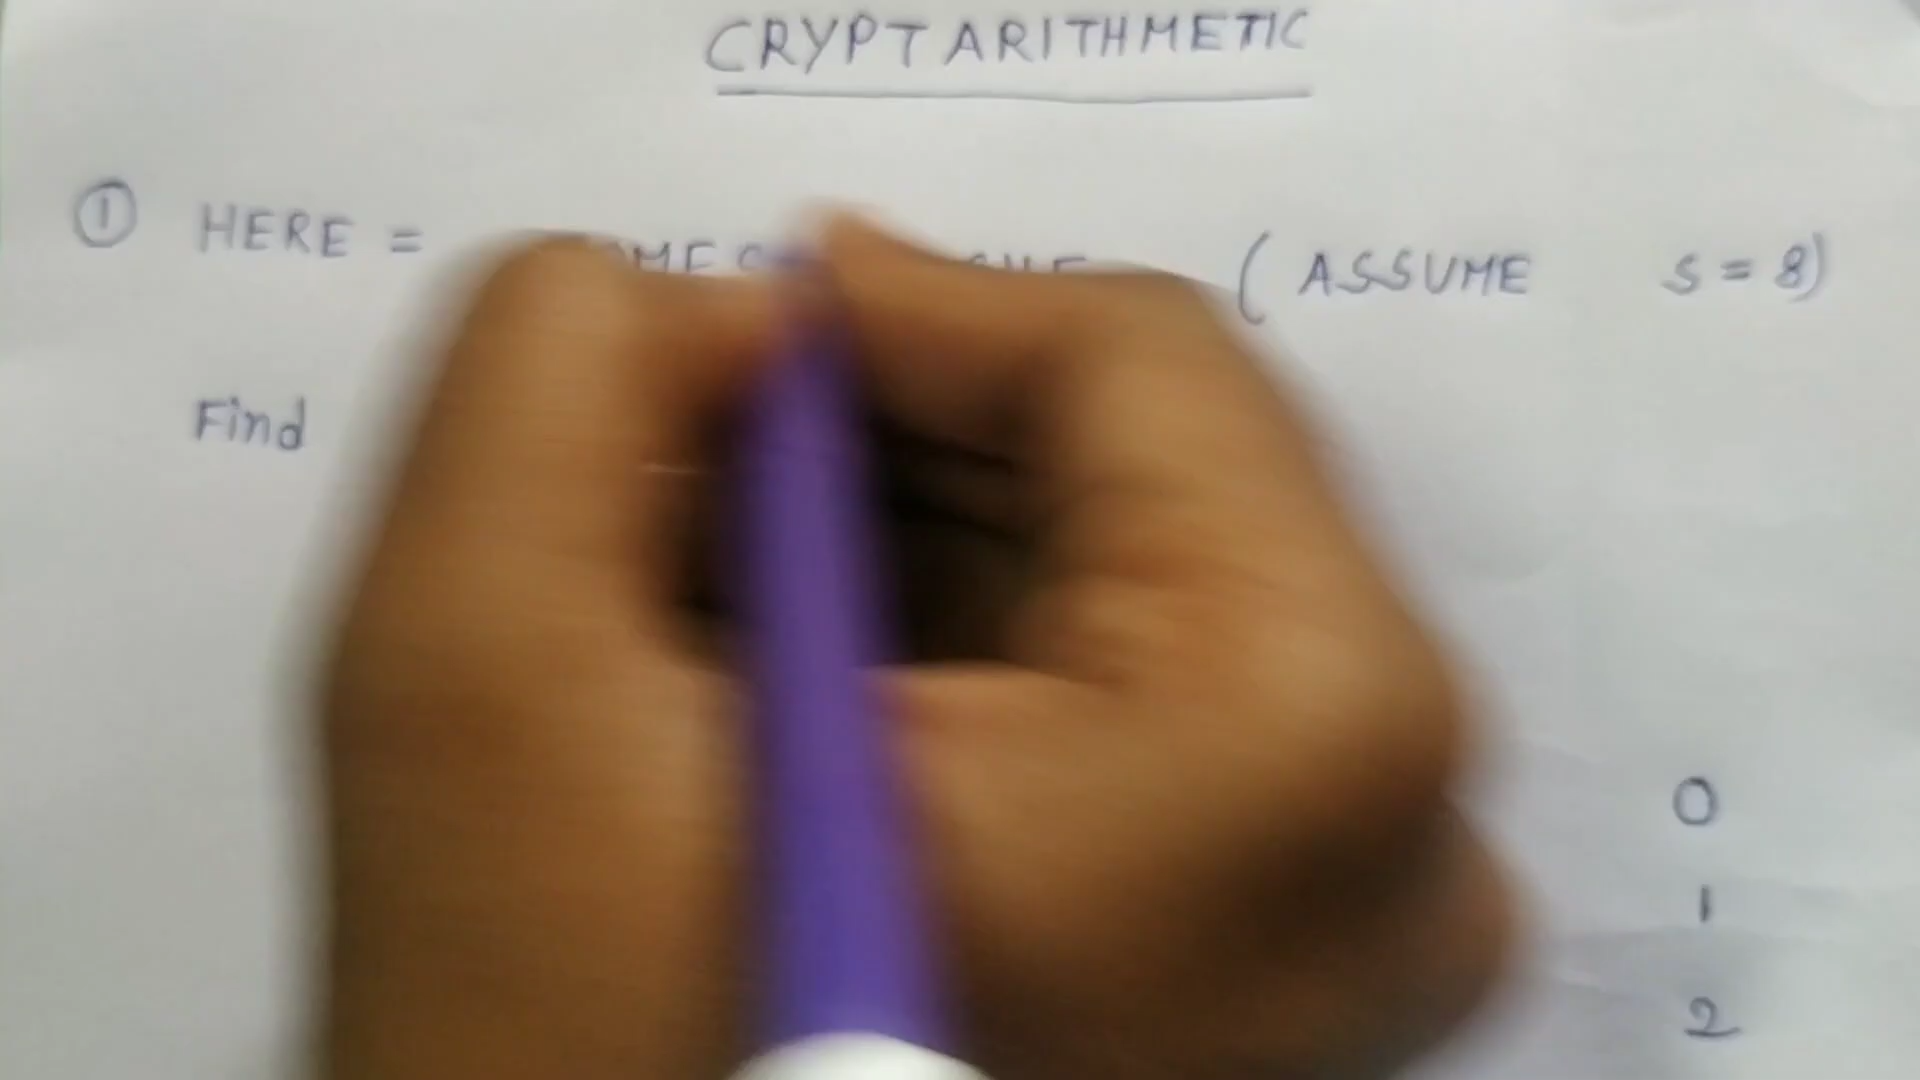 CRYPTARITHMETIC
① HERE = (ASSUME S = 8)
Find
0
1
2